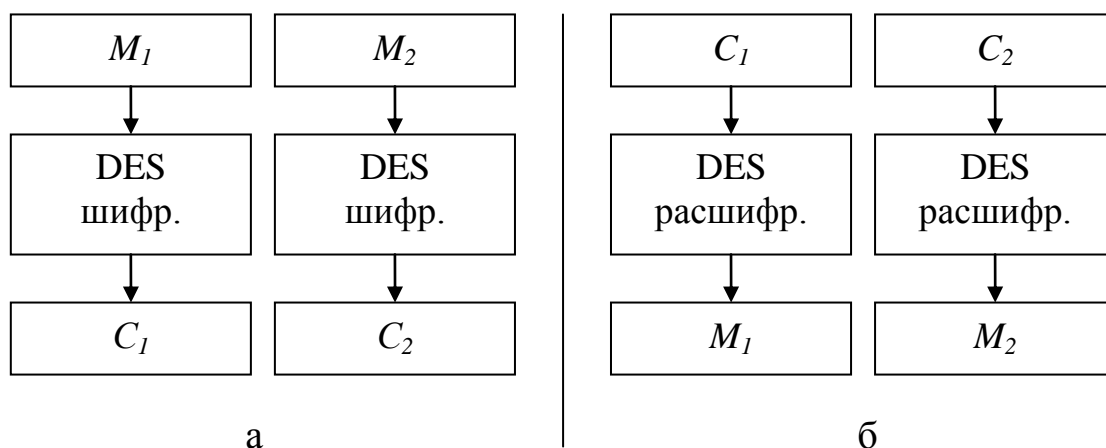 M₁
M₂
C₁
C₂
DES
шифр.
DES
шифр.
DES
расшифр.
DES
расшифр.
C₁
C₂
M₁
M₂
а
б